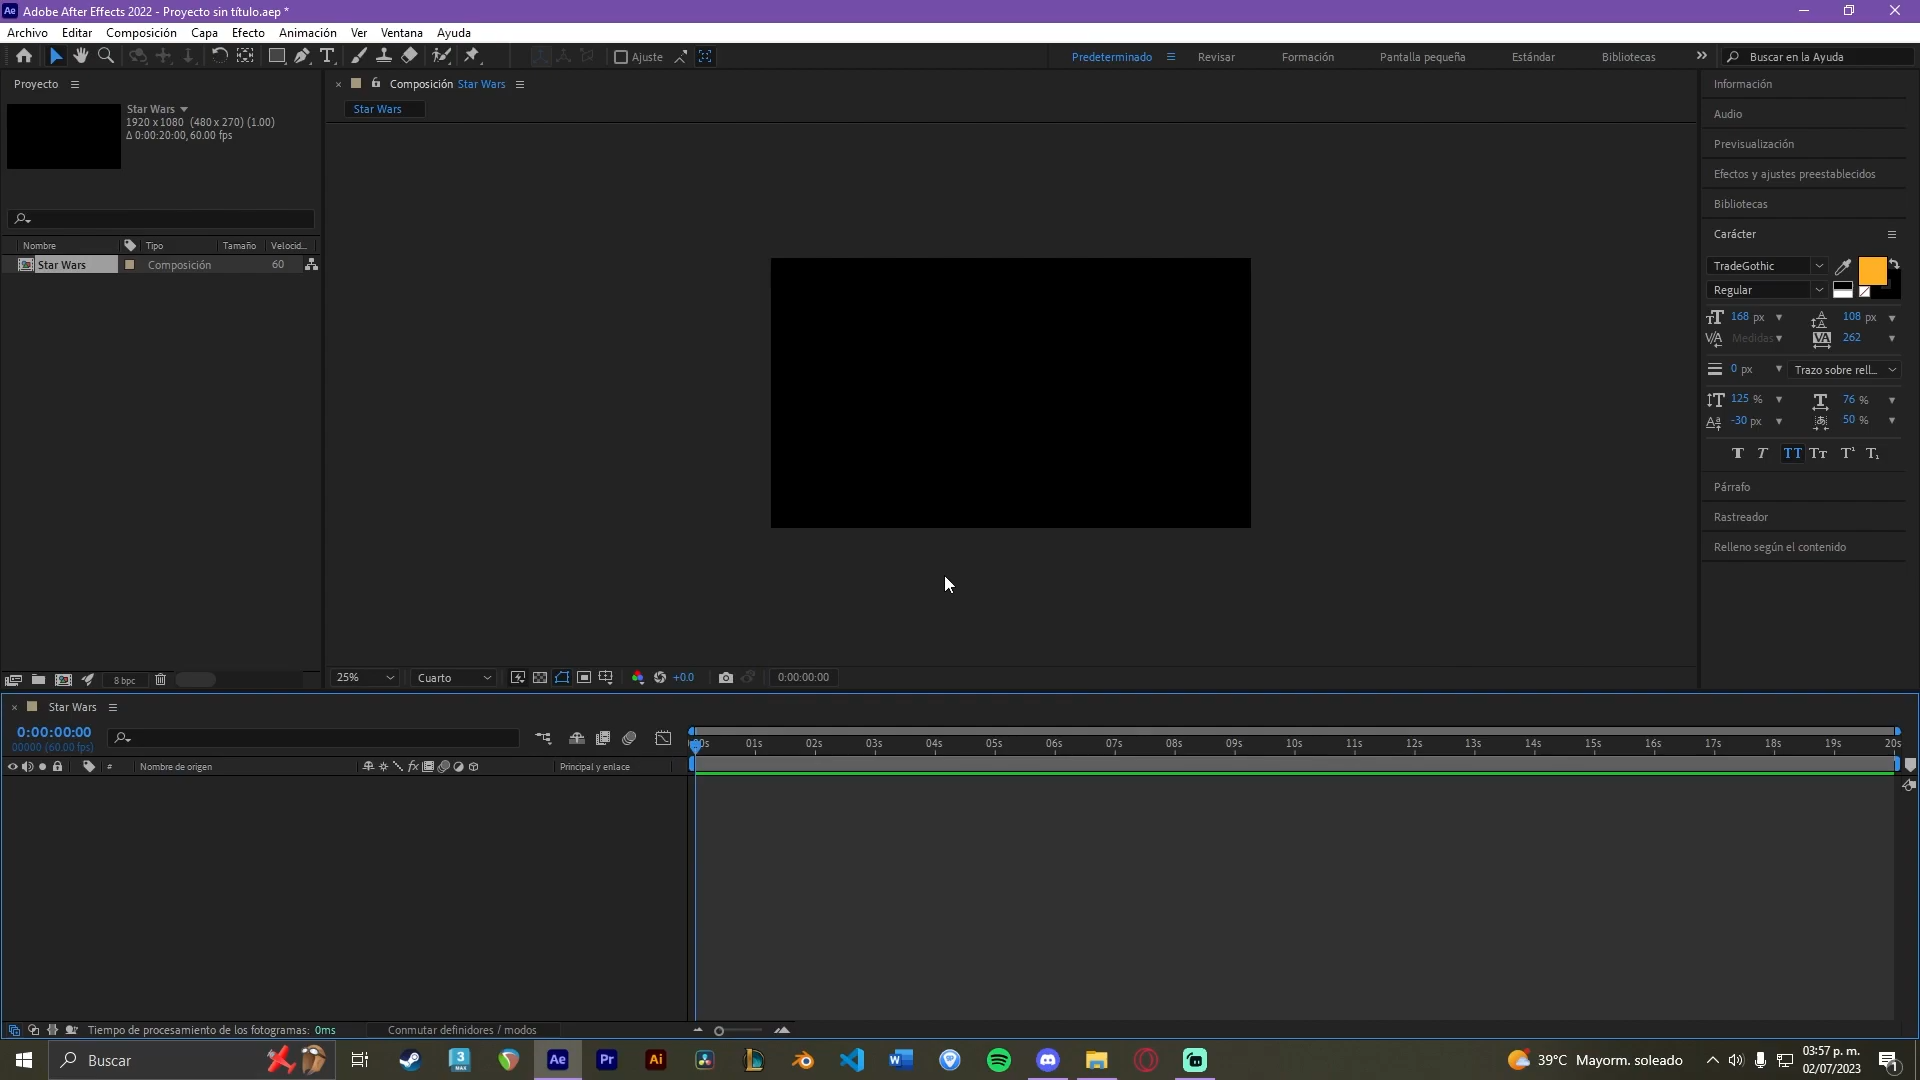 Ae Adobe After Effects 2022 - Proyecto sin título.aep *
Archivo Editar Composición Capa Efecto Animación Ver Ventana Ayuda
Ajuste Predeterminado Revisar Formación Pantalla pequeña Estándar Bibliotecas Buscar en la Ayuda
Proyecto
Star Wars
1920 x 1080 (480 x 270) (1.00)
Δ 0:00:20:00, 60.00 fps
Nombre Tipo Tamaño Velocid...
Star Wars Composición 60
8 bpc
Composición Star Wars
Star Wars
25% Cuarto +0.0 0:00:00:00
Información
Audio
Previsualización
Efectos y ajustes preestablecidos
Bibliotecas
Carácter
TradeGothic
Regular
168 px 108 px
Medidas 262
0 px Trazo sobre rell...
125 % 76 %
-30 px 50 %
Párrafo
Rastreador
Relleno según el contenido
Star Wars
0:00:00:00
00000 (60.00 fps)
00s 01s 02s 03s 04s 05s 06s 07s 08s 09s 10s 11s 12s 13s 14s 15s 16s 17s 18s 19s 20s
# Nombre de origen fx Principal y enlace
Tiempo de procesamiento de los fotogramas: 0ms Conmutar definidores / modos
Buscar
3
MAX
Ae Pr Ai W
39°C Mayorm. soleado
03:57 p. m.
02/07/2023
1